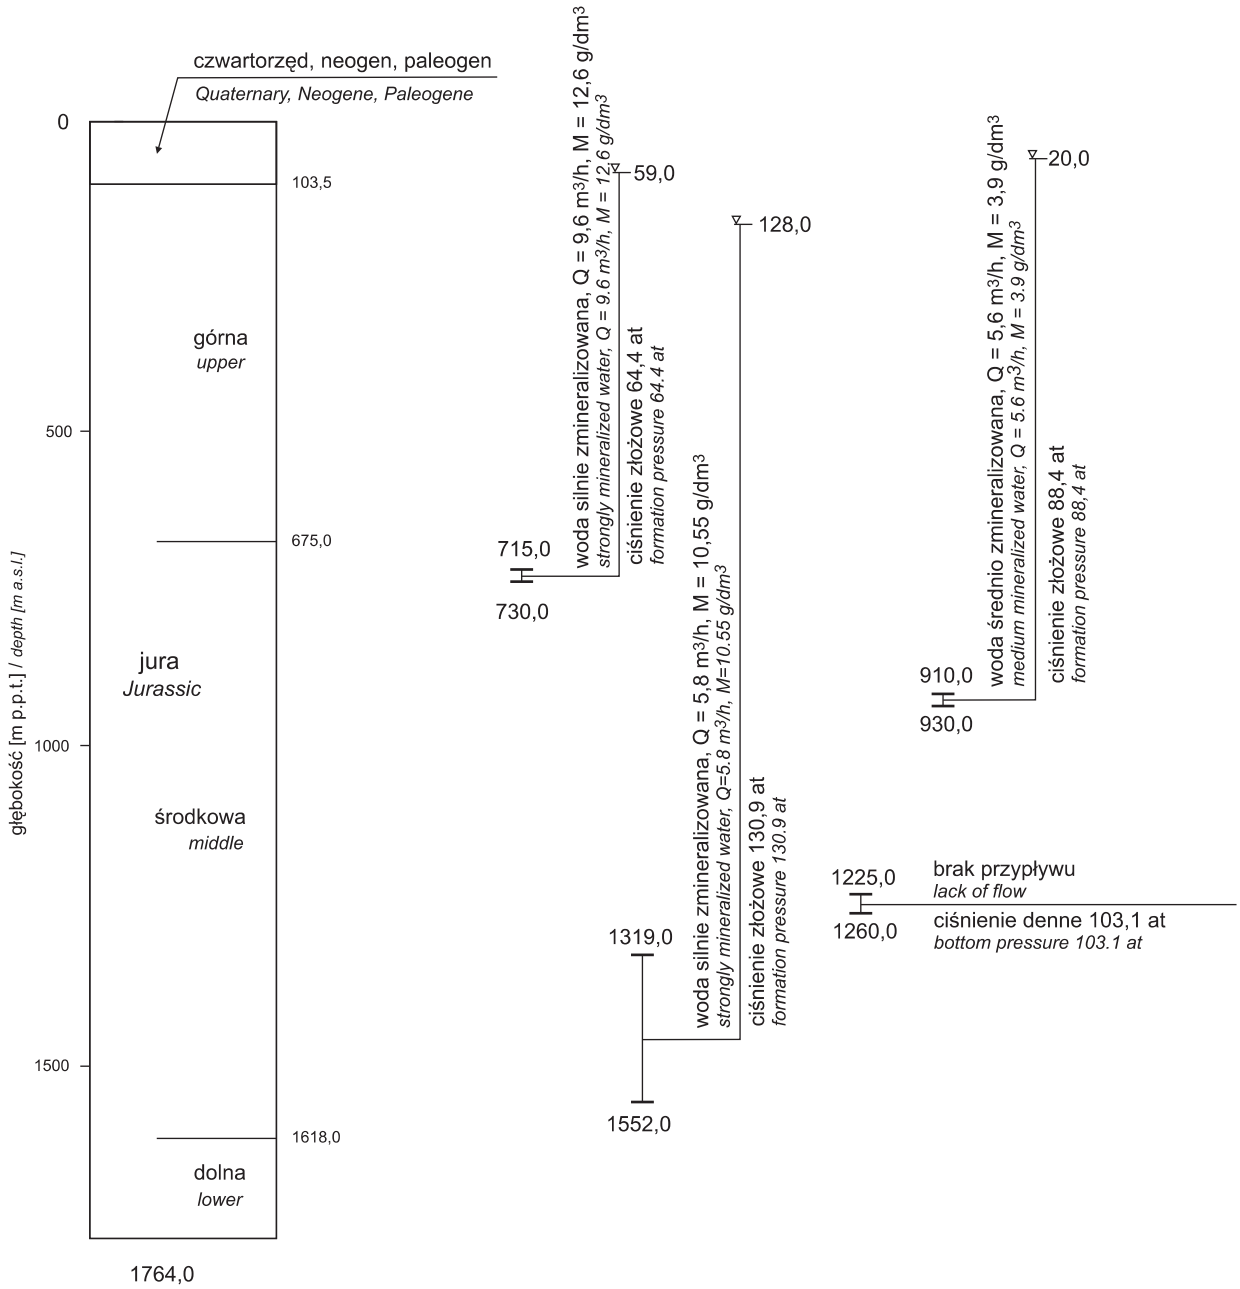 czwartorzęd, neogen, paleogen
Quaternary, Neogene, Paleogene
0
103,5
górna
upper
500
675,0
głębokość [m p.p.t.] / depth [m a.s.l.]
jura
Jurassic
1000
środkowa
middle
1500
1618,0
dolna
lower
1764,0
715,0
730,0
woda silnie zmineralizowana, Q = 9,6 m³/h, M = 12,6 g/dm³
strongly mineralized water, Q = 9.6 m³/h, M = 12,6 g/dm³
59,0
ciśnienie złożowe 64,4 at
formation pressure 64.4 at
1319,0
1552,0
woda silnie zmineralizowana, Q = 5,8 m³/h, M = 10,55 g/dm³
strongly mineralized water, Q=5.8 m³/h, M=10.55 g/dm³
128,0
ciśnienie złożowe 130,9 at
formation pressure 130.9 at
910,0
930,0
woda średnio zmineralizowana, Q = 5,6 m³/h, M = 3,9 g/dm³
medium mineralized water, Q = 5.6 m³/h, M = 3.9 g/dm³
20,0
ciśnienie złożowe 88,4 at
formation pressure 88,4 at
1225,0
1260,0
brak przypływu
lack of flow
ciśnienie denne 103,1 at
bottom pressure 103.1 at